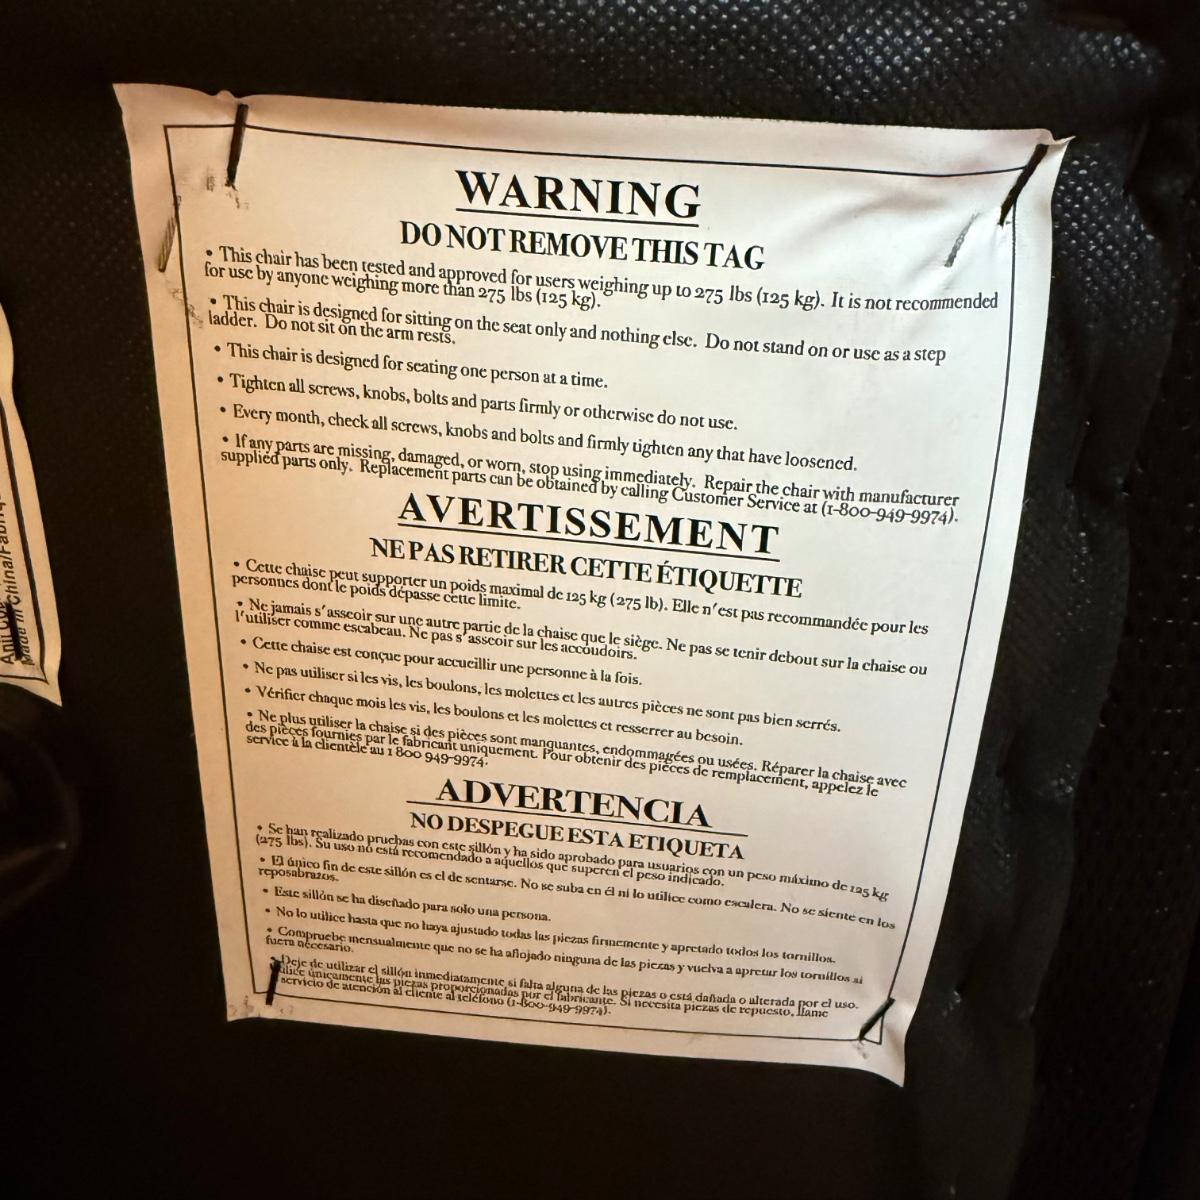 WARNING
DO NOT REMOVE THIS TAG
• This chair has been tested and approved for users weighing up to 275 lbs (125 kg). It is not recommended
for use by anyone weighing more than 275 lbs (125 kg).
• This chair is designed for sitting on the seat only and nothing else. Do not stand on or use as a step
ladder. Do not sit on the arm rests.
• This chair is designed for seating one person at a time.
• Tighten all screws, knobs, bolts and parts firmly or otherwise do not use.
• Every month, check all screws, knobs and bolts and firmly tighten any that have loosened.
• If any parts are missing, damaged, or worn, stop using immediately. Repair the chair with manufacturer
supplied parts only. Replacement parts can be obtained by calling Customer Service at (1-800-949-9974).
AVERTISSEMENT
NE PAS RETIRER CETTE ÉTIQUETTE
• Cette chaise peut supporter un poids maximal de 125 kg (275 lb). Elle n'est pas recommandée pour les
personnes dont le poids dépasse cette limite.
• Ne jamais s'asseoir sur une autre partie de la chaise que le siège. Ne pas se tenir debout sur la chaise ou
l'utiliser comme escabeau. Ne pas s'asseoir sur les accoudoirs.
• Cette chaise est conçue pour accueillir une personne à la fois.
• Ne pas utiliser si les vis, les boulons, les molettes et les autres pièces ne sont pas bien serrés.
• Vérifier chaque mois les vis, les boulons et les molettes et resserrer au besoin.
• Ne plus utiliser la chaise si des pièces sont manquantes, endommagées ou usées. Réparer la chaise avec
des pièces fournies par le fabricant uniquement. Pour obtenir des pièces de remplacement, appelez le
service à la clientèle au 1 800 949-9974.
ADVERTENCIA
NO DESPEGUE ESTA ETIQUETA
• Se han realizado pruebas con este sillón y ha sido aprobado para usuarios con un peso máximo de 125 kg
(275 lbs). Su uso no está recomendado a aquellos que superen el peso indicado.
• El único fin de este sillón es el de sentarse. No se suba en él ni lo utilice como escalera. No se siente en los
reposabrazos.
• Este sillón se ha diseñado para solo una persona.
• No lo utilice hasta que no haya ajustado todas las piezas firmemente y apretado todos los tornillos.
• Compruebe mensualmente que no se ha aflojado ninguna de las piezas y vuelva a apretar los tornillos si
fuera necesario.
• Deje de utilizar el sillón inmediatamente si falta alguna de las piezas o está dañada o alterada por el uso.
Utilice únicamente las piezas proporcionadas por el fabricante. Si necesita piezas de repuesto, llame
servicio de atención al cliente al teléfono (1-800-949-9974).
Made in China/Fabriq